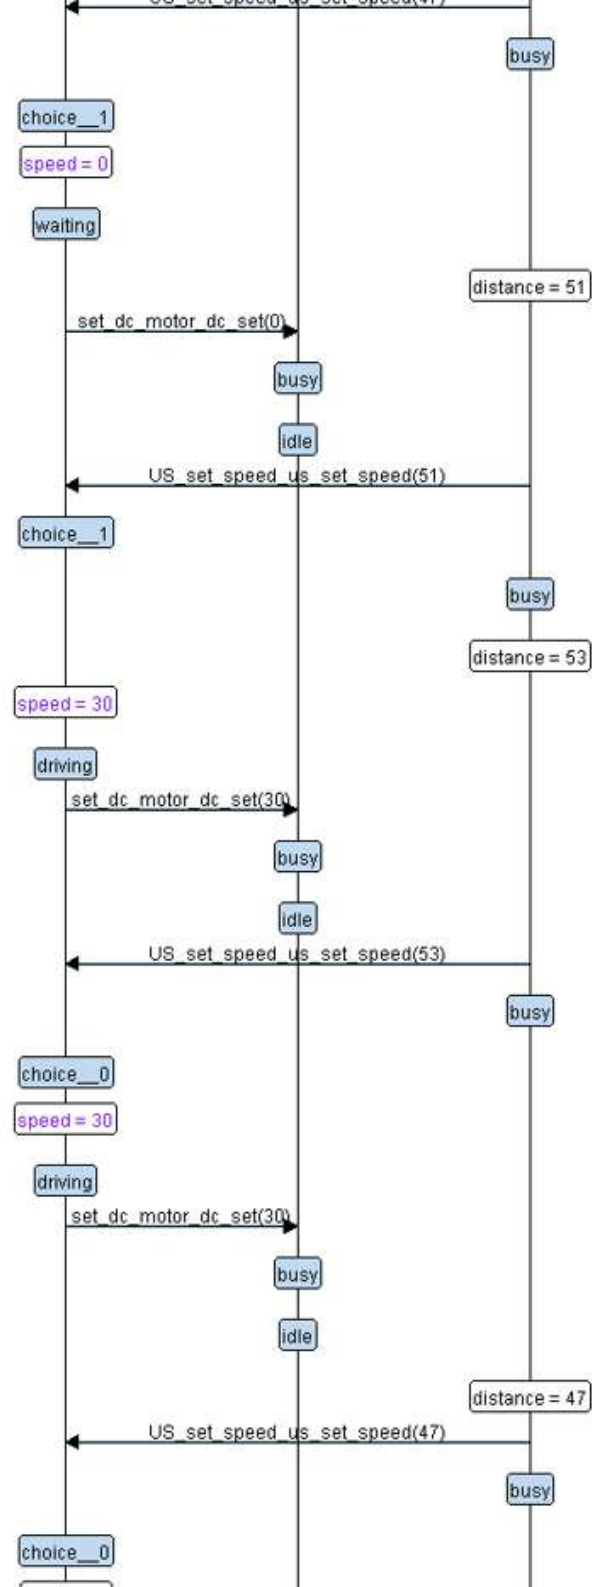 busy
choice__1
speed = 0
waiting
distance = 51
set_dc_motor_dc_set(0)
busy
idle
US_set_speed_us_set_speed(51)
choice__1
busy
distance = 53
speed = 30
driving
set_dc_motor_dc_set(30)
busy
idle
US_set_speed_us_set_speed(53)
busy
choice__0
speed = 30
driving
set_dc_motor_dc_set(30)
busy
idle
distance = 47
US_set_speed_us_set_speed(47)
busy
choice__0